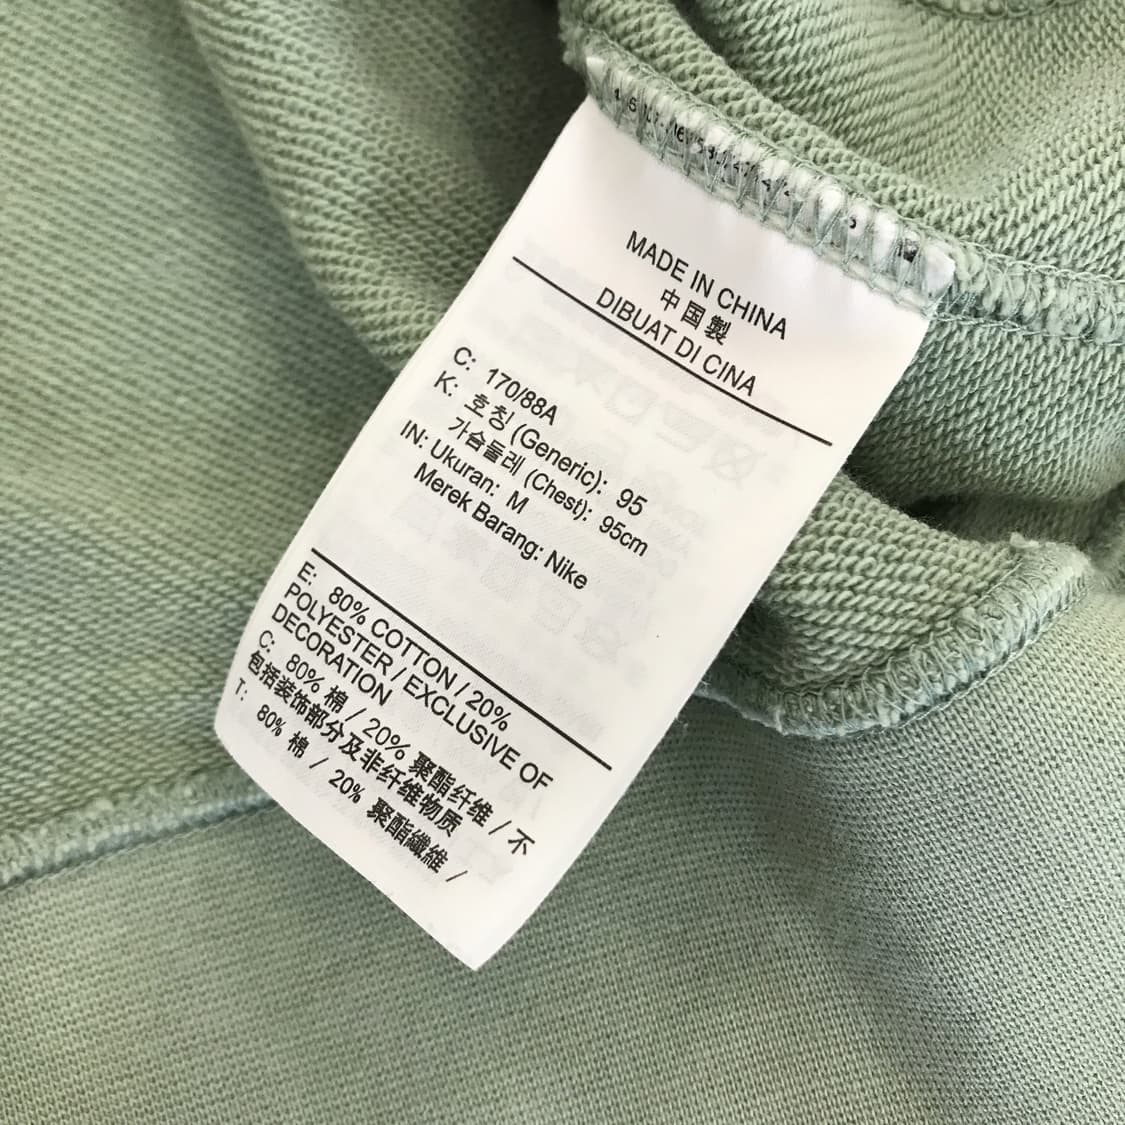 MADE IN CHINA
中国製
DIBUAT DI CINA
C: 170/88A
K: 호칭 (Generic): 95
가슴둘레 (Chest): 95cm
IN: Ukuran: M
Merek Barang: Nike
E: 80% COTTON / 20%
POLYESTER / EXCLUSIVE OF
DECORATION
C: 80% 棉 / 20% 聚酯纤维 / 不
包括装饰部分及非纤维物质
T: 80% 棉 / 20% 聚酯纖維 /